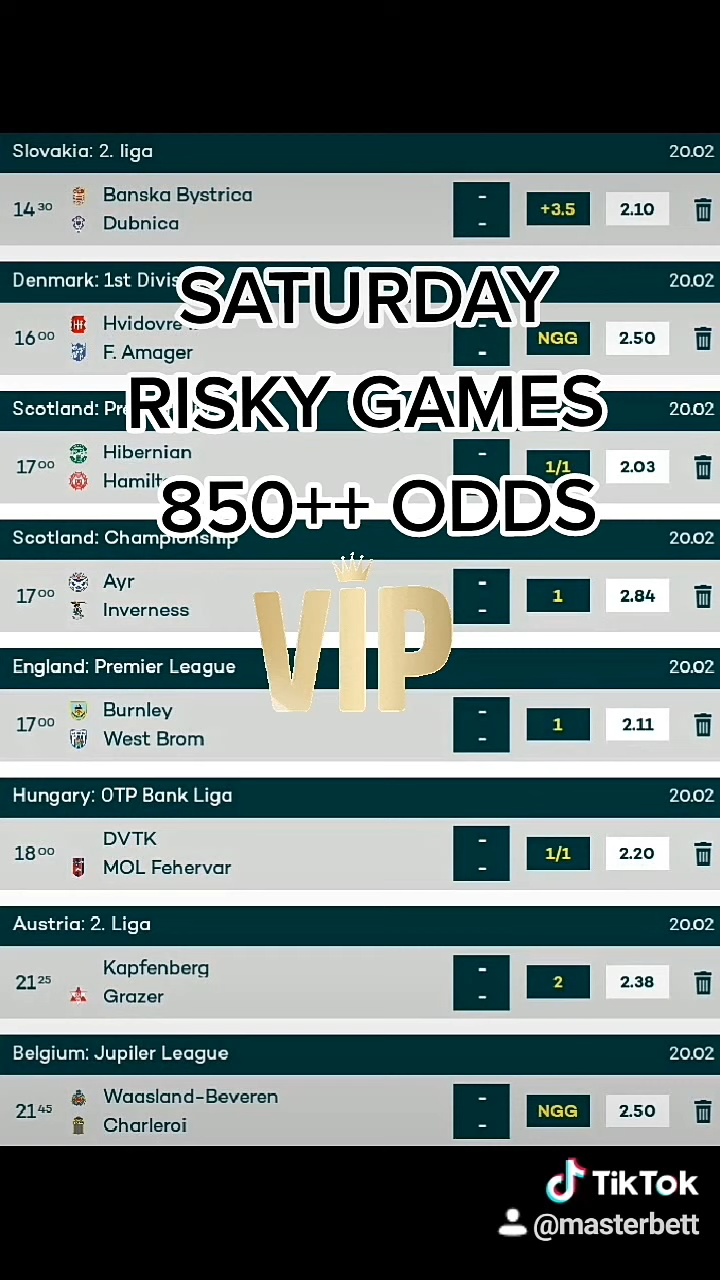 Slovakia: 2. liga 20.02
14 30 Banska Bystrica - +3.5 2.10
Dubnica -
Denmark: 1st Divis 20.02
SATURDAY
16 00 Hvidovre NGG 2.50
F. Amager -
Scotland: 20.02
RISKY GAMES
17 00 Hibernian - 1/1 2.03
Hamilt
850++ ODDS
Scotland: Championship 20.02
17 00 Ayr - 1 2.84
Inverness -
VIP
England: Premier League 20.02
17 00 Burnley - 1 2.11
West Brom -
Hungary: OTP Bank Liga 20.02
18 00 DVTK - 1/1 2.20
MOL Fehervar -
Austria: 2. Liga 20.02
21 25 Kapfenberg - 2 2.38
Grazer -
Belgium: Jupiler League 20.02
21 45 Waasland-Beveren - NGG 2.50
Charleroi -
TikTok
@masterbett